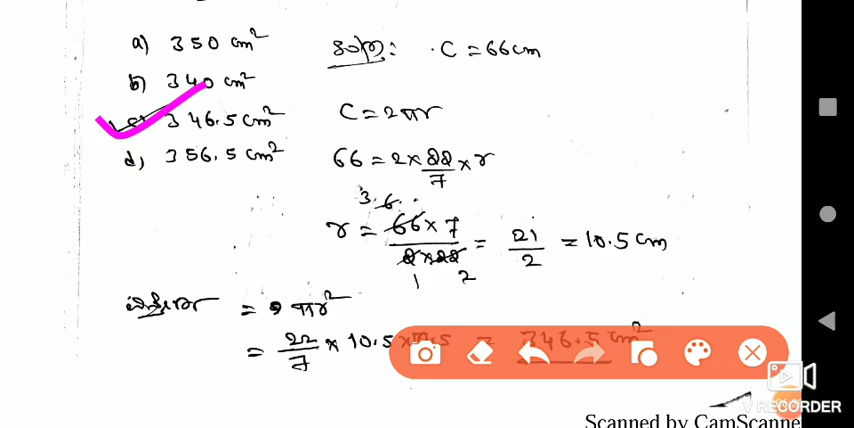 a) 350 cm²
b) 340 cm²
c) 346.5 cm²
d) 356.5 cm²
C = 66 cm
C = 2πr
66 = 2 × 22/7 × r
r = 66 × 7 / 2 × 22 = 21/2 = 10.5 cm
= πr²
= 22/7 × 10.5 × 10.5 = 346.5 cm²
V RECORDER
Scanned by CamScanne